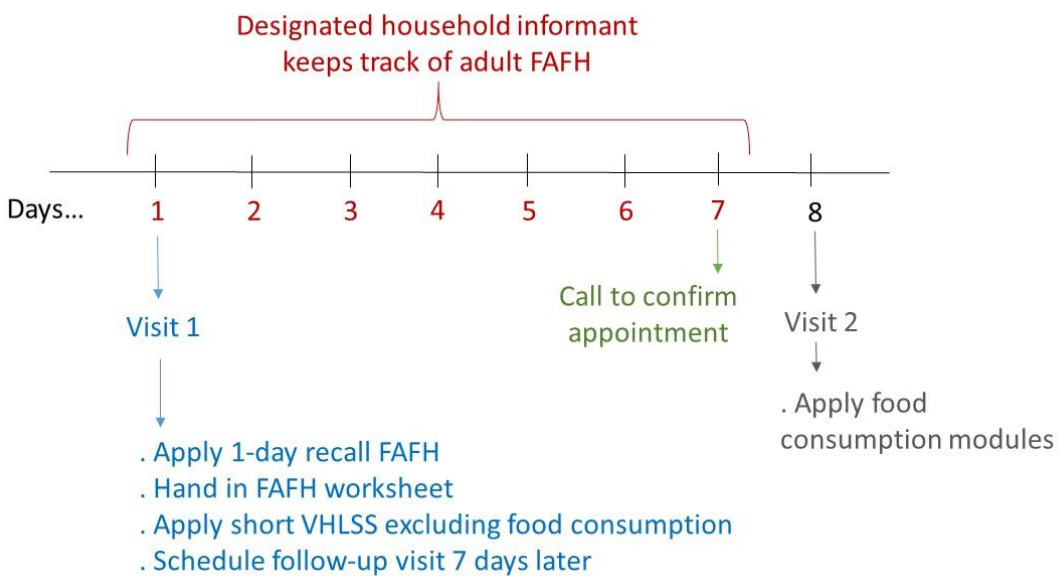 Designated household informant
keeps track of adult FAFH
Days... 1 2 3 4 5 6 7 8
Call to confirm
appointment
Visit 1
Visit 2
. Apply food
consumption modules
. Apply 1-day recall FAFH
. Hand in FAFH worksheet
. Apply short VHLSS excluding food consumption
. Schedule follow-up visit 7 days later